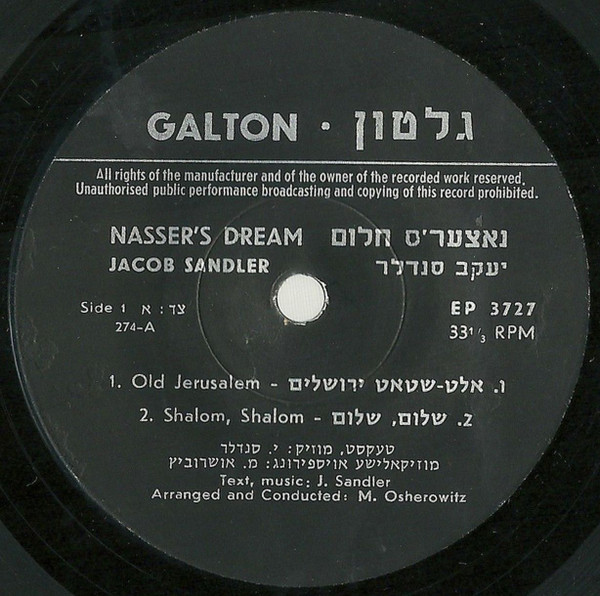 GALTON • גלטון
All rights of the manufacturer and of the owner of the recorded work reserved.
Unauthorised public performance broadcasting and copying of this record prohibited.
NASSER'S DREAM נאצער'ס חלום
JACOB SANDLER יעקב סנדלר
Side 1 צד: א EP 3727
274-A 33 1/3 RPM
1. Old Jerusalem - אלט-שטאט ירושלים .1
2. Shalom, Shalom - שלום, שלום .2
טעקסט, מוזיק: י. סנדלר
מוזיקאלישע אויספירונג: מ. אושרוביץ
Text, music: J. Sandler
Arranged and Conducted: M. Osherowitz